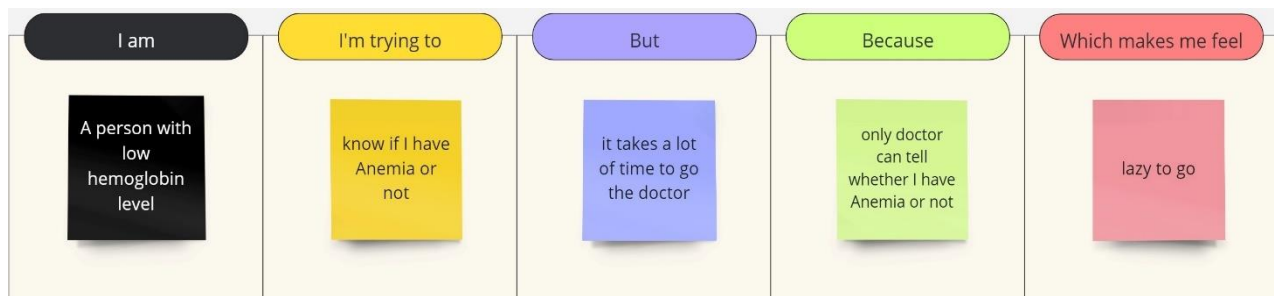 I am
I'm trying to
But
Because
Which makes me feel
A person with
low
hemoglobin
level
know if I have
Anemia or
not
it takes a lot
of time to go
the doctor
only doctor
can tell
whether I have
Anemia or not
lazy to go